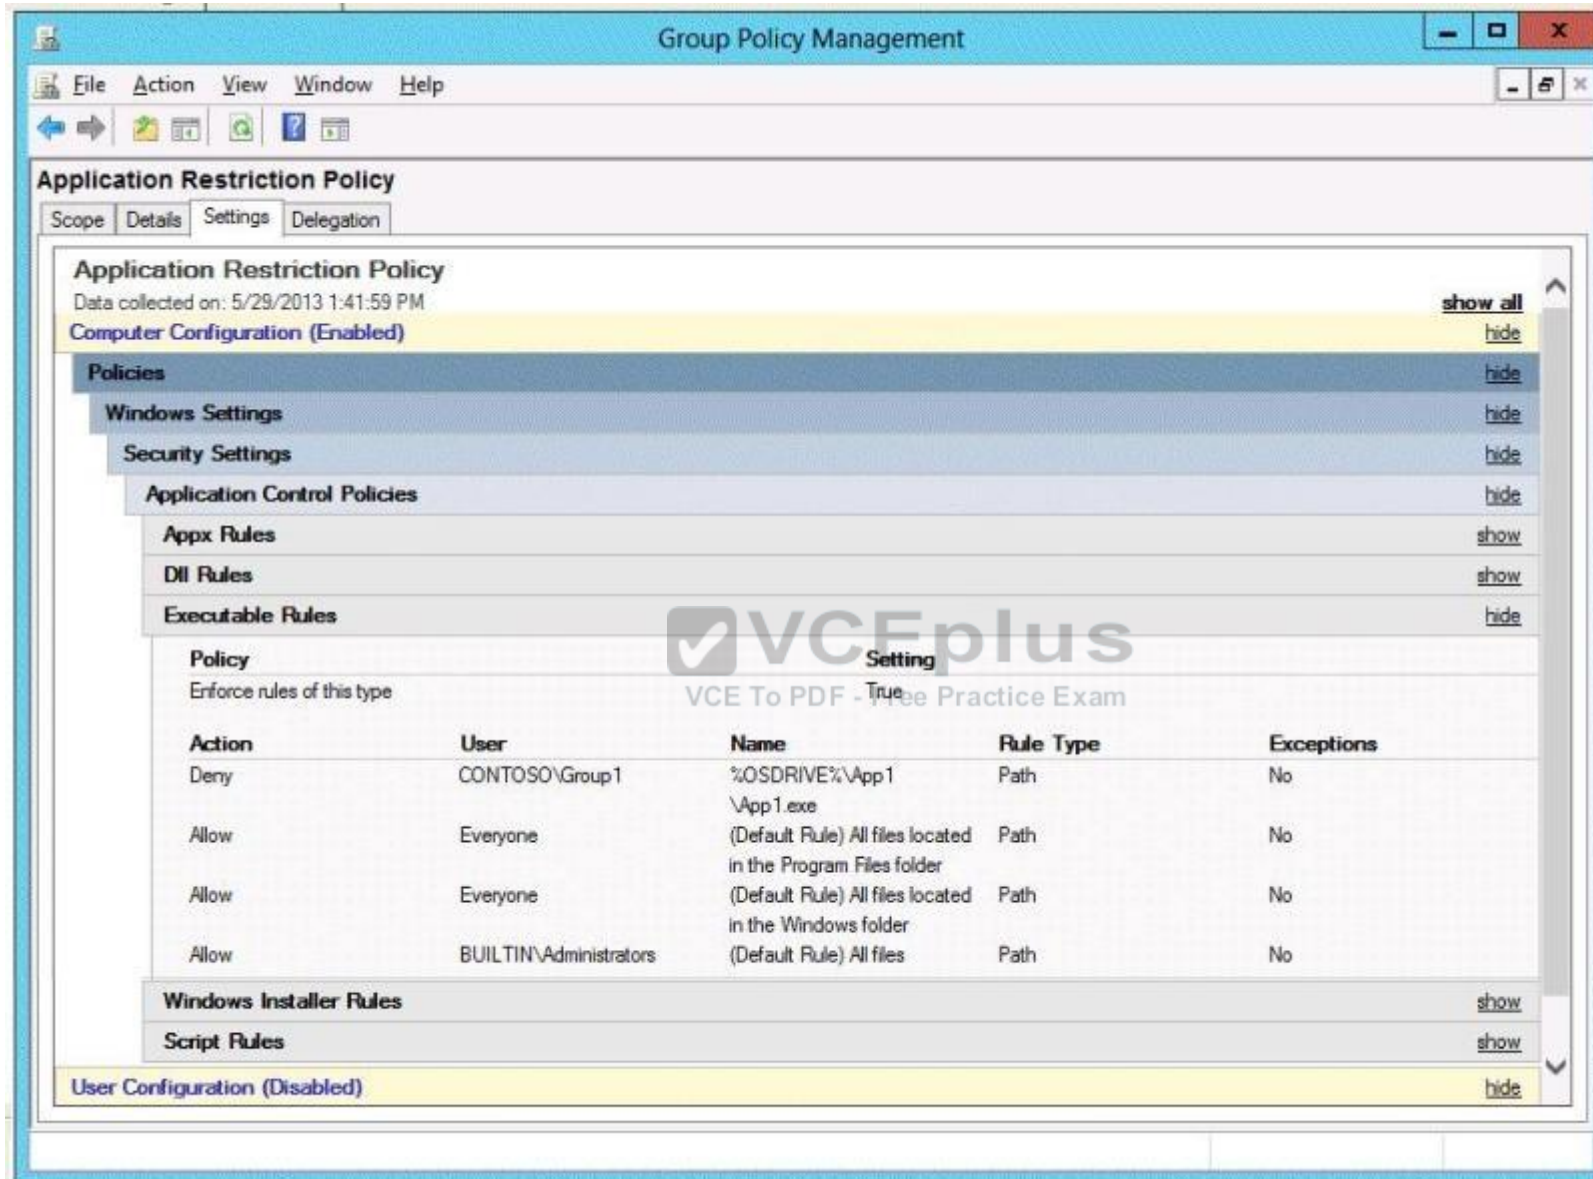 Group Policy Management
File Action View Window Help
Application Restriction Policy
Scope Details Settings Delegation
Application Restriction Policy
Data collected on: 5/29/2013 1:41:59 PM
show all
Computer Configuration (Enabled) hide
Policies hide
Windows Settings hide
Security Settings hide
Application Control Policies hide
Appx Rules show
Dll Rules show
Executable Rules hide
VCEplus
VCE To PDF - Free Practice Exam
Policy Setting
Enforce rules of this type True
Action User Name Rule Type Exceptions
Deny CONTOSO\Group1 %OSDRIVE%\App1 Path No
\App1.exe
Allow Everyone (Default Rule) All files located Path No
in the Program Files folder
Allow Everyone (Default Rule) All files located Path No
in the Windows folder
Allow BUILTIN\Administrators (Default Rule) All files Path No
Windows Installer Rules show
Script Rules show
User Configuration (Disabled) hide